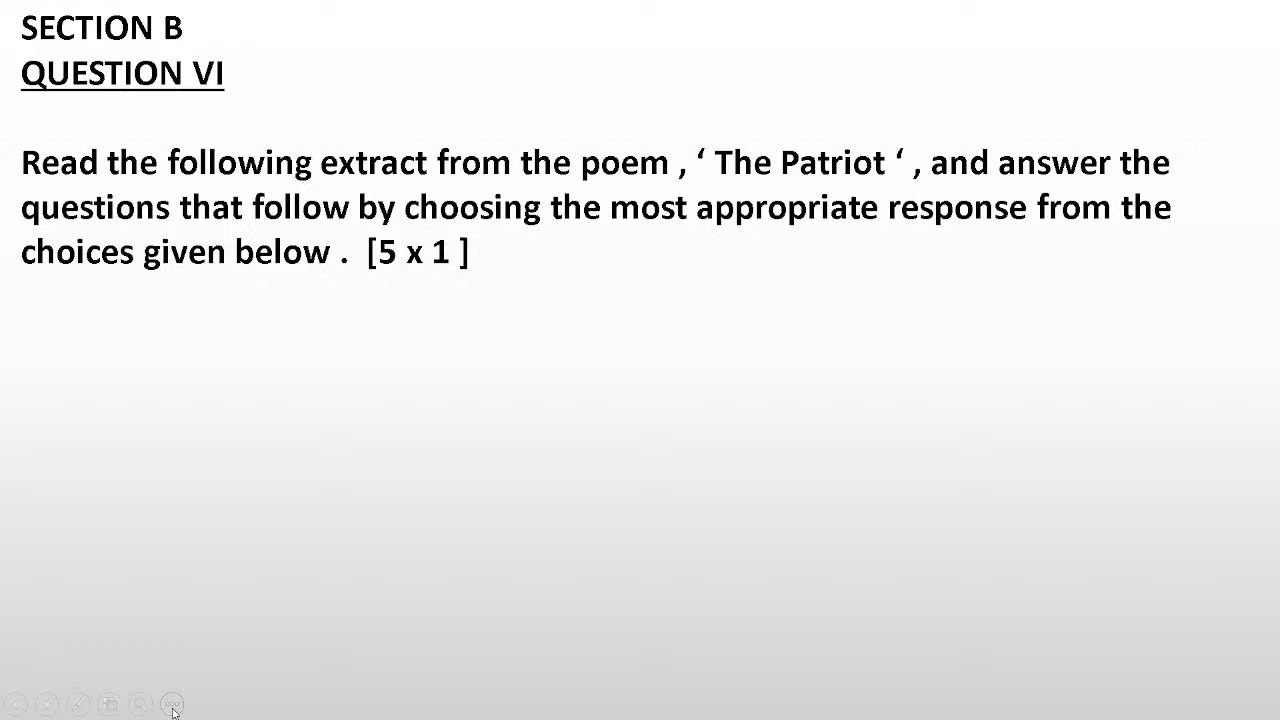 SECTION B
QUESTION VI
Read the following extract from the poem , ‘ The Patriot ‘ , and answer the
questions that follow by choosing the most appropriate response from the
choices given below .  [5 x 1 ]